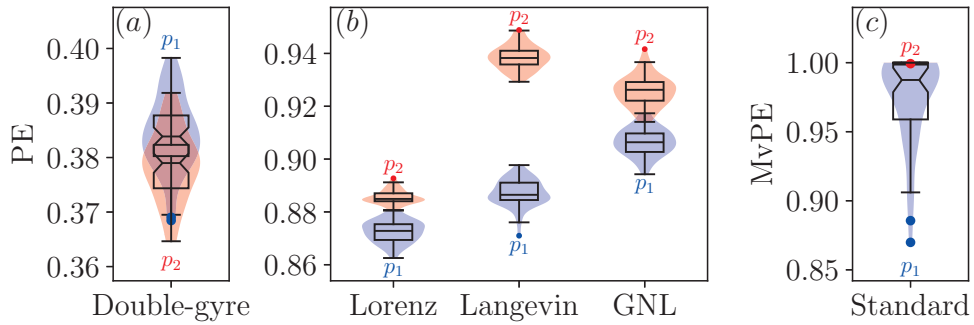 (a)
PE
0.40
0.39
0.38
0.37
0.36
p₁
p₂
Double-gyre
(b)
0.94
0.92
0.90
0.88
0.86
p₂
p₁
p₂
p₁
p₂
p₁
Lorenz
Langevin
GNL
(c)
MvPE
1.00
0.95
0.90
0.85
p₂
p₁
Standard